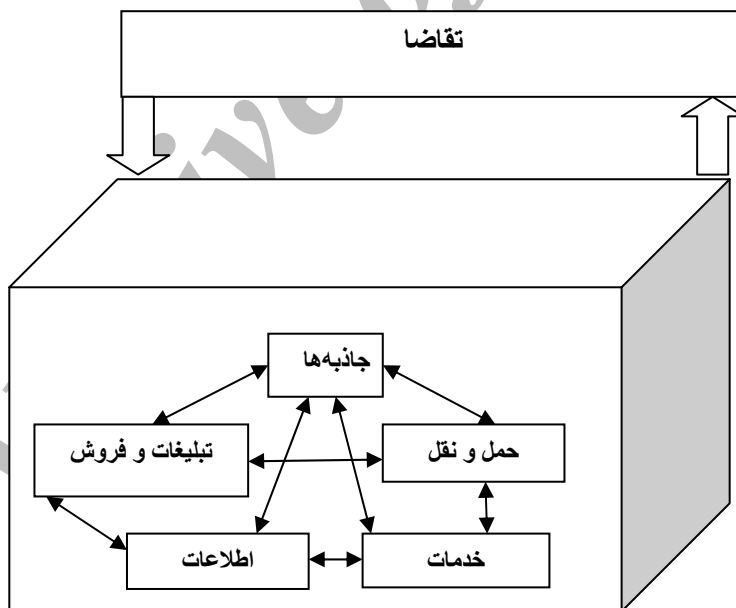 تقاضا
جاذبه‌ها
تبلیغات و فروش
حمل و نقل
اطلاعات
خدمات